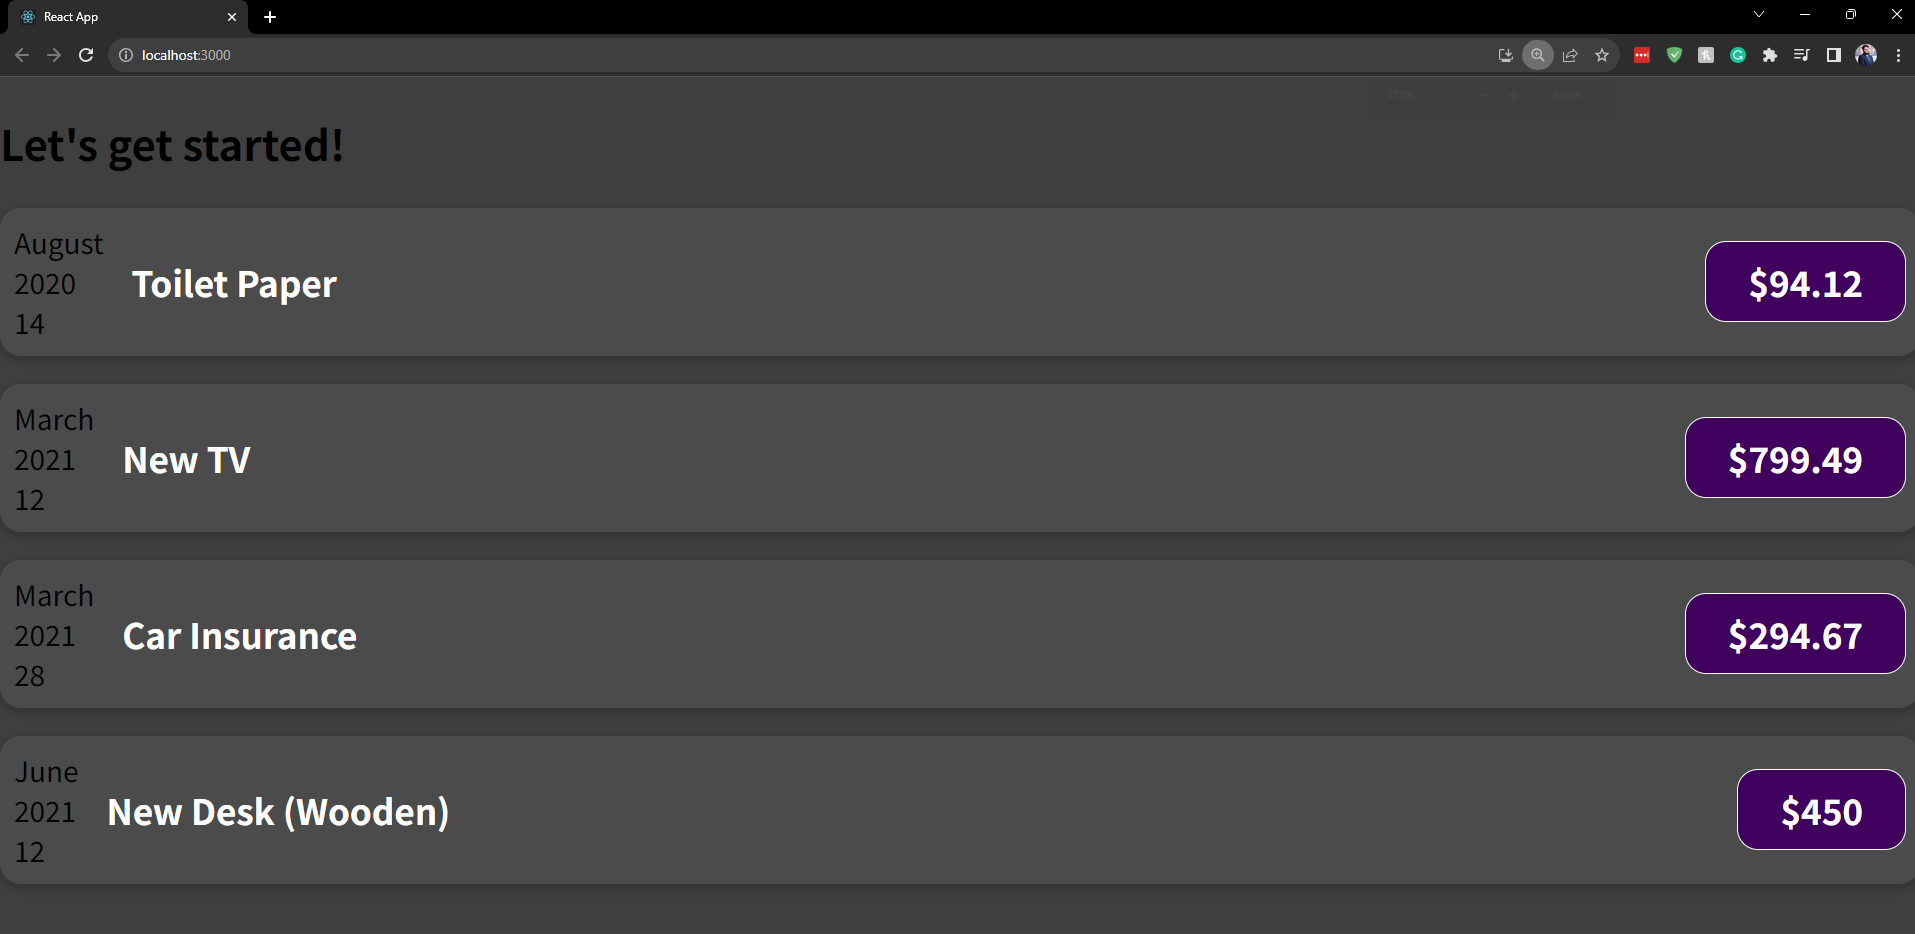 React App
localhost:3000
Let's get started!
August
2020
14
Toilet Paper
$94.12
March
2021
12
New TV
$799.49
March
2021
28
Car Insurance
$294.67
June
2021
12
New Desk (Wooden)
$450